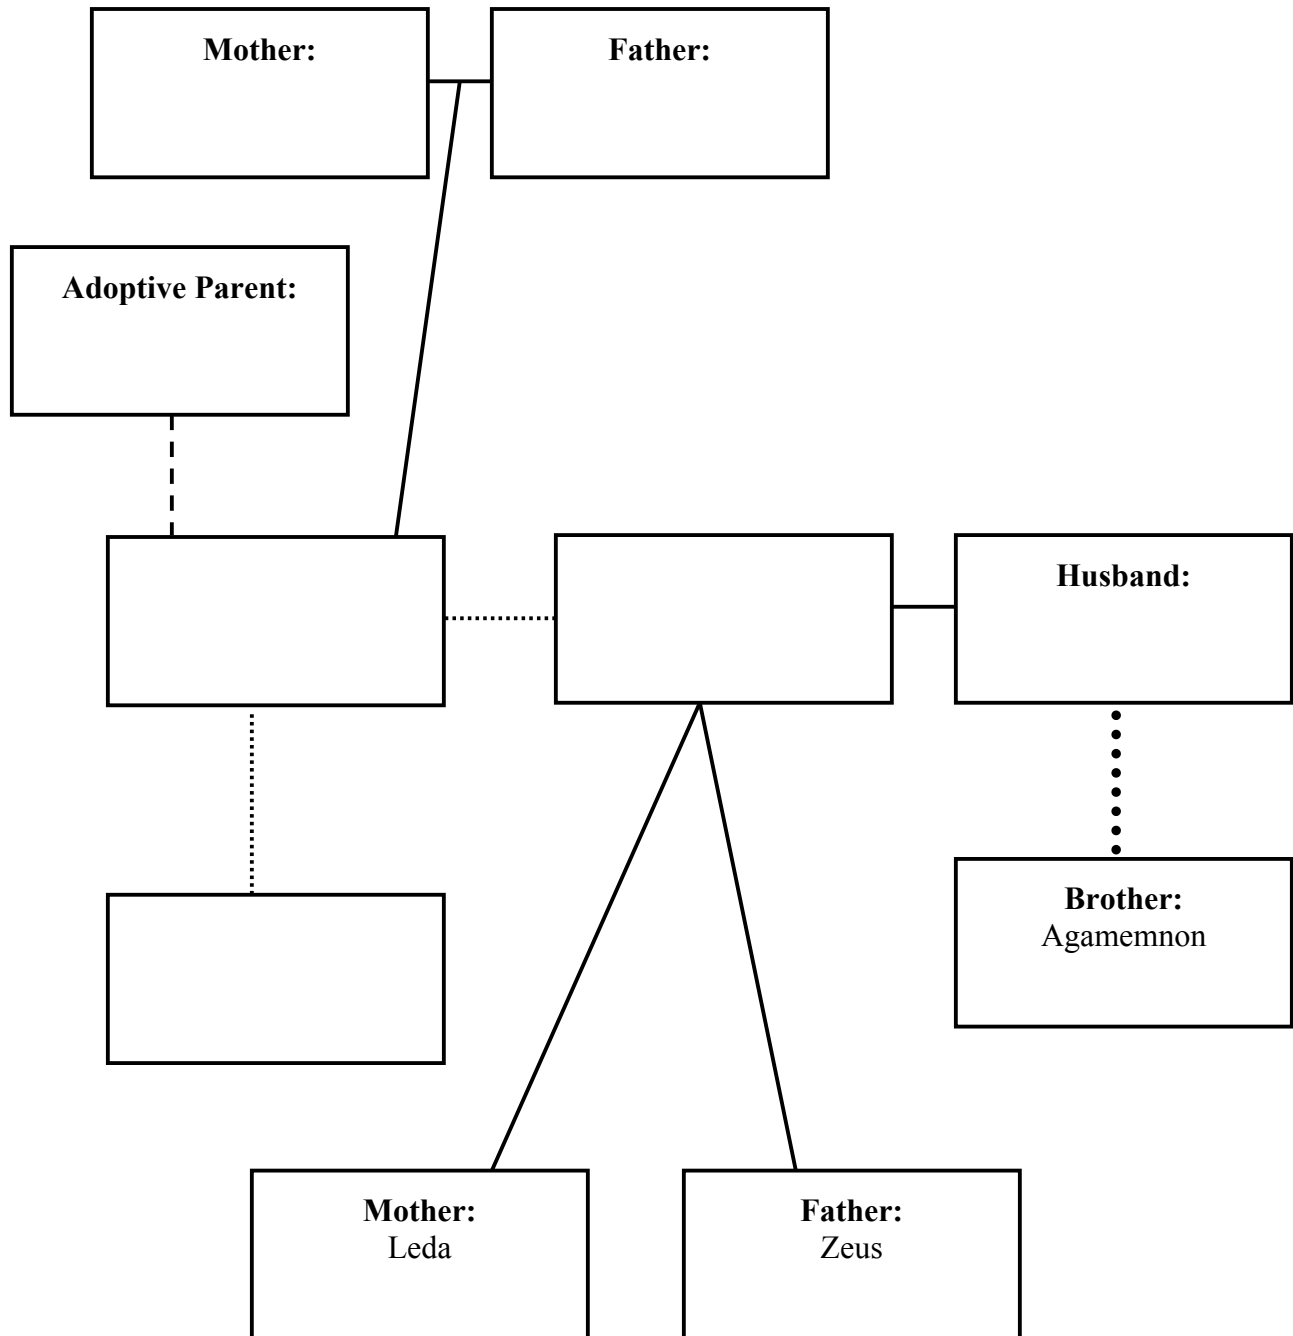 Mother:
Father:
Adoptive Parent:
Husband:
Brother:
Agamemnon
Mother:
Leda
Father:
Zeus